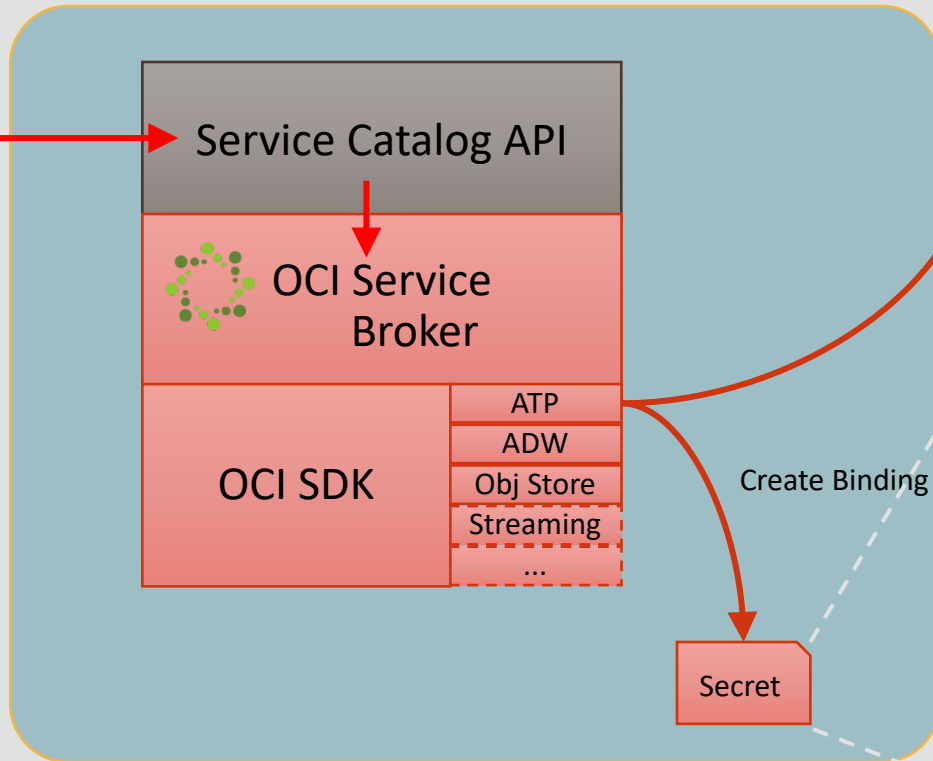 Service Catalog API
OCI Service
Broker
OCI SDK
ATP
ADW
Obj Store
Streaming
...
Create Binding
Secret